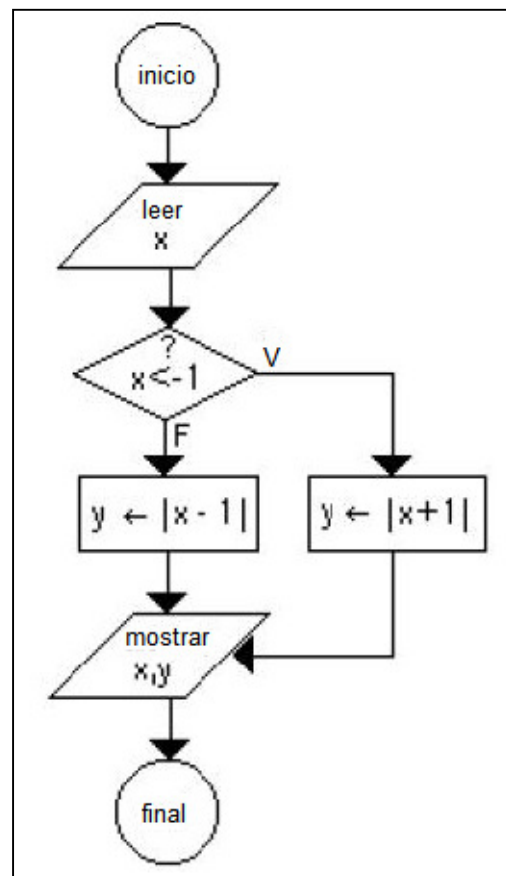 inicio
leer
x
?
x<-1
V
F
y ← |x - 1|
y ← |x+1|
mostrar
x,y
final